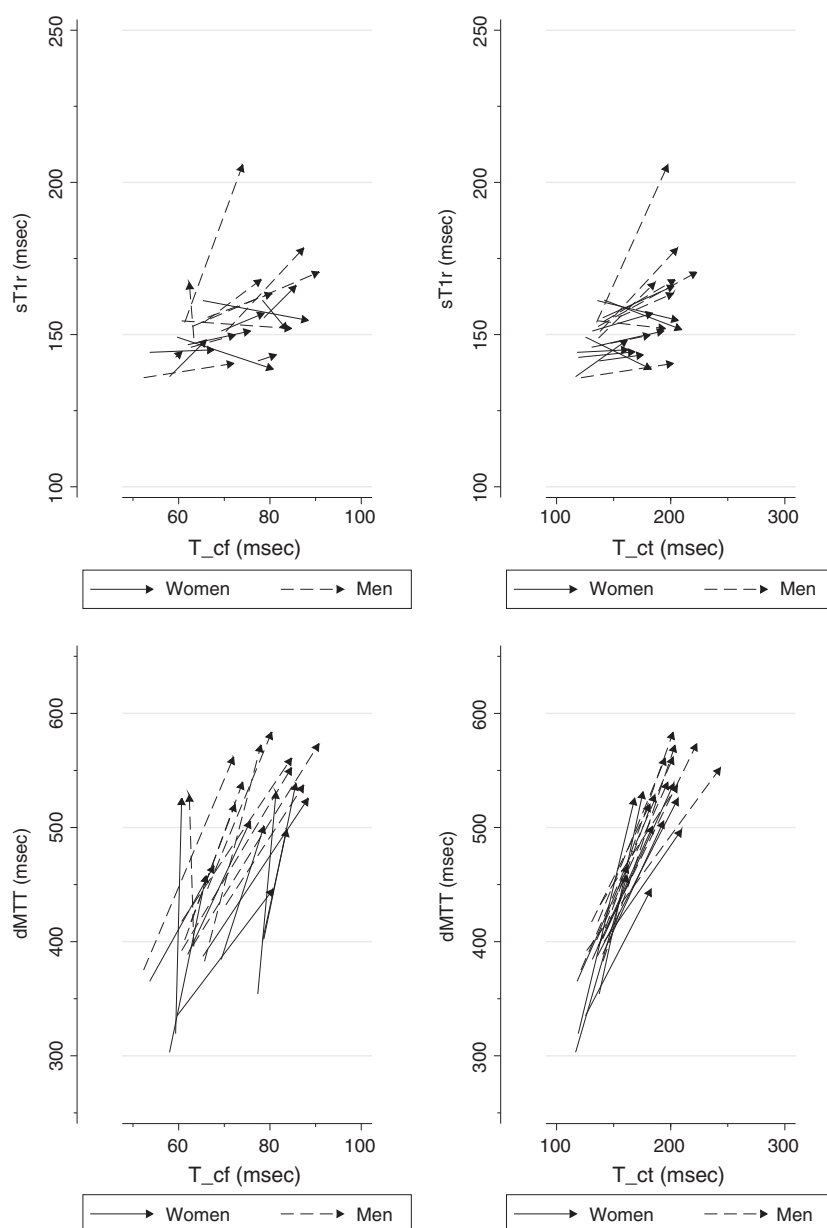 250
200
150
100
sT1r (msec)
60 80 100
T_cf (msec)
Women Men
250
200
150
100
sT1r (msec)
100 200 300
T_ct (msec)
Women Men
600
500
400
300
dMTT (msec)
60 80 100
T_cf (msec)
Women Men
600
500
400
300
dMTT (msec)
100 200 300
T_ct (msec)
Women Men